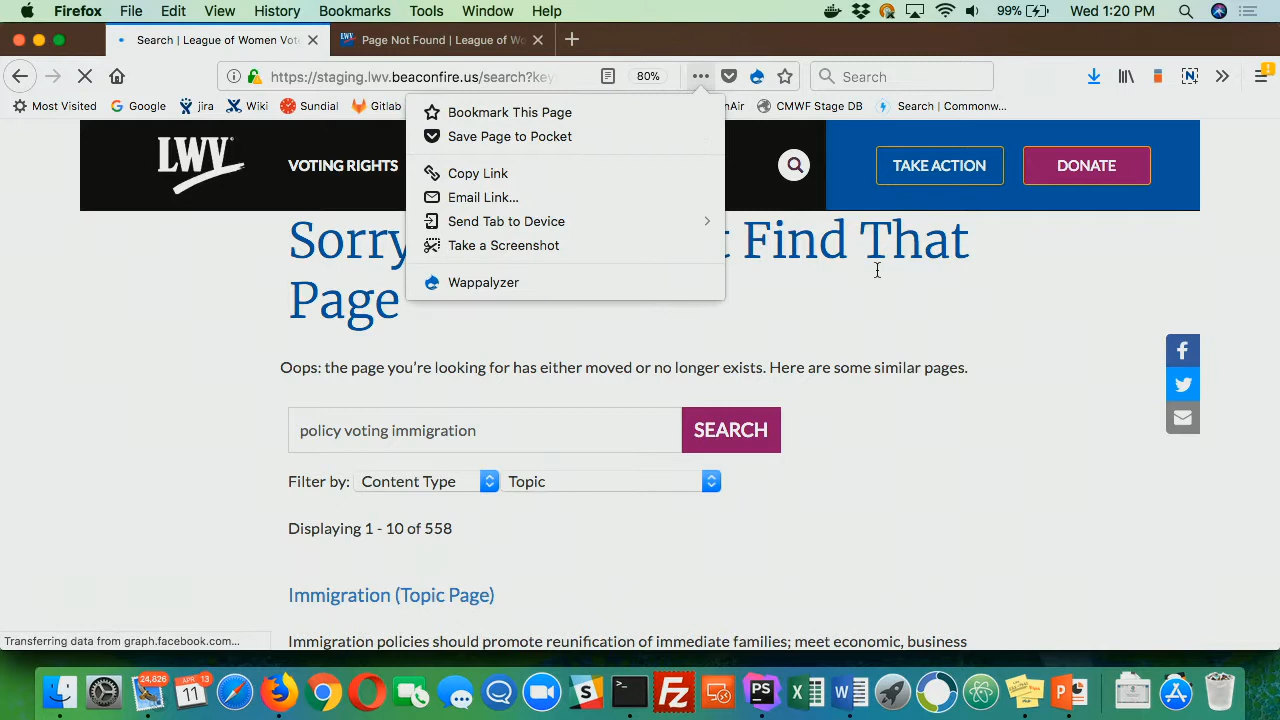 Firefox File Edit View History Bookmarks Tools Window Help 99% Wed 1:20 PM
Search | League of Women Vot Page Not Found | League of Wo
https://staging.lwv.beaconfire.us/search?key 80% Search
Most Visited Google jira Wiki Sundial Gitlab nAir CMWF Stage DB Search | Commonw...
Bookmark This Page
Save Page to Pocket
Copy Link
Email Link...
Send Tab to Device
Take a Screenshot
Wappalyzer
LWV VOTING RIGHTS TAKE ACTION DONATE
Sorry Find That
Page
Oops: the page you're looking for has either moved or no longer exists. Here are some similar pages.
policy voting immigration SEARCH
Filter by: Content Type Topic
Displaying 1 - 10 of 558
Immigration (Topic Page)
Immigration policies should promote reunification of immediate families; meet economic, business
Transferring data from graph.facebook.com...
24,826 APR 11 13